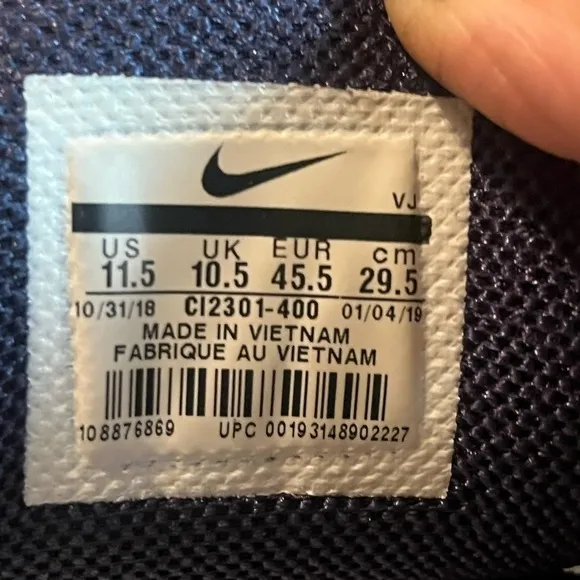 VJ
US UK EUR cm
11.5 10.5 45.5 29.5
10/31/18 CI2301-400 01/04/19
MADE IN VIETNAM
FABRIQUE AU VIETNAM
108876869 UPC 00193148902227